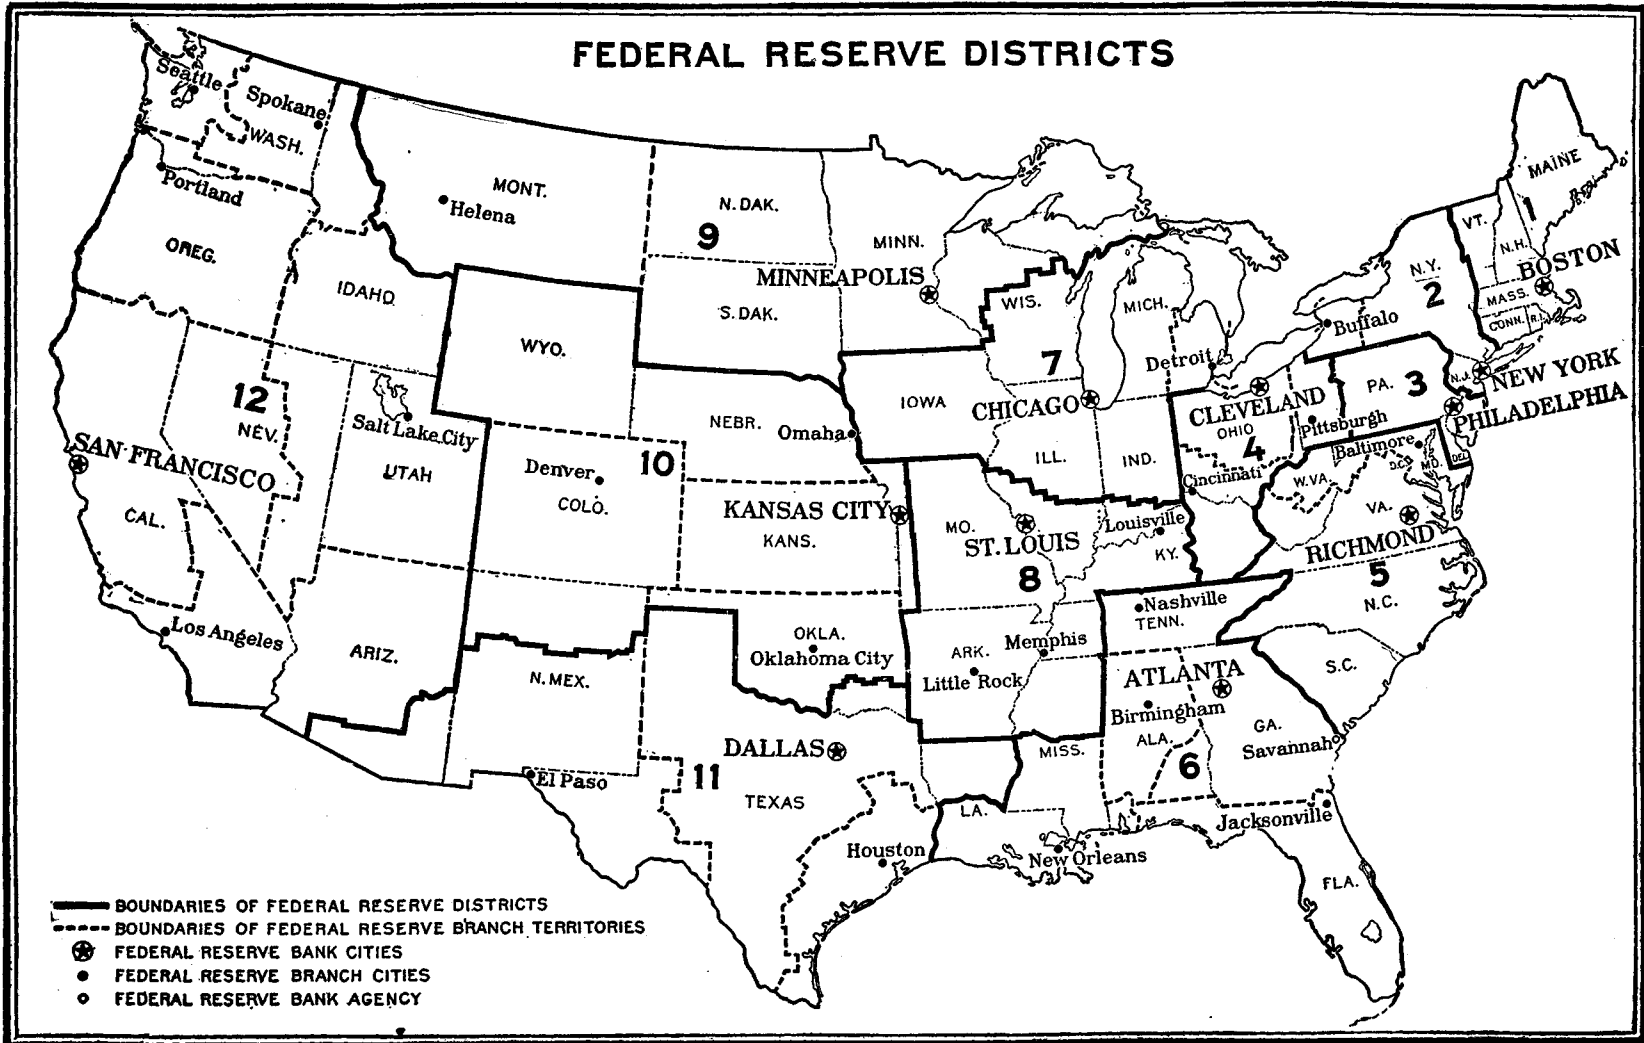 FEDERAL RESERVE DISTRICTS
Seattle
Spokane
WASH.
Portland
OREG.
MONT.
Helena
IDAHO
N. DAK.
9
MINN.
MINNEAPOLIS
S. DAK.
WYO.
WIS.
MICH.
7
Detroit
MAINE
1
VT.
N.H.
BOSTON
MASS.
CONN.
R.I.
N.Y.
2
Buffalo
NEW YORK
N.J.
PA.
3
PHILADELPHIA
12
NEV.
SAN FRANCISCO
CAL.
Los Angeles
Salt Lake City
UTAH
ARIZ.
Denver
10
COLO.
NEBR.
Omaha
IOWA
CHICAGO
ILL.
IND.
CLEVELAND
OHIO
4
Pittsburgh
Cincinnati
Baltimore
D.C.
MD.
DEL.
W.VA.
VA.
RICHMOND
5
N.C.
S.C.
KANSAS CITY
KANS.
MO.
ST. LOUIS
8
Louisville
KY.
Nashville
TENN.
Memphis
ARK.
Little Rock
OKLA.
Oklahoma City
N. MEX.
El Paso
DALLAS
11
TEXAS
Houston
LA.
New Orleans
MISS.
ATLANTA
Birmingham
ALA.
6
GA.
Savannah
Jacksonville
FLA.
BOUNDARIES OF FEDERAL RESERVE DISTRICTS
BOUNDARIES OF FEDERAL RESERVE BRANCH TERRITORIES
FEDERAL RESERVE BANK CITIES
FEDERAL RESERVE BRANCH CITIES
FEDERAL RESERVE BANK AGENCY